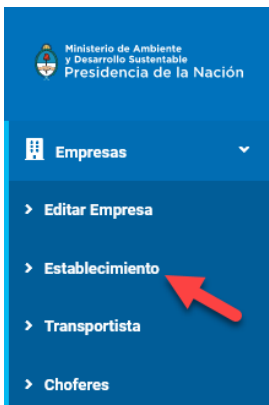 Ministerio de Ambiente
y Desarrollo Sustentable
Presidencia de la Nación
Empresas
Editar Empresa
Establecimiento
Transportista
Choferes